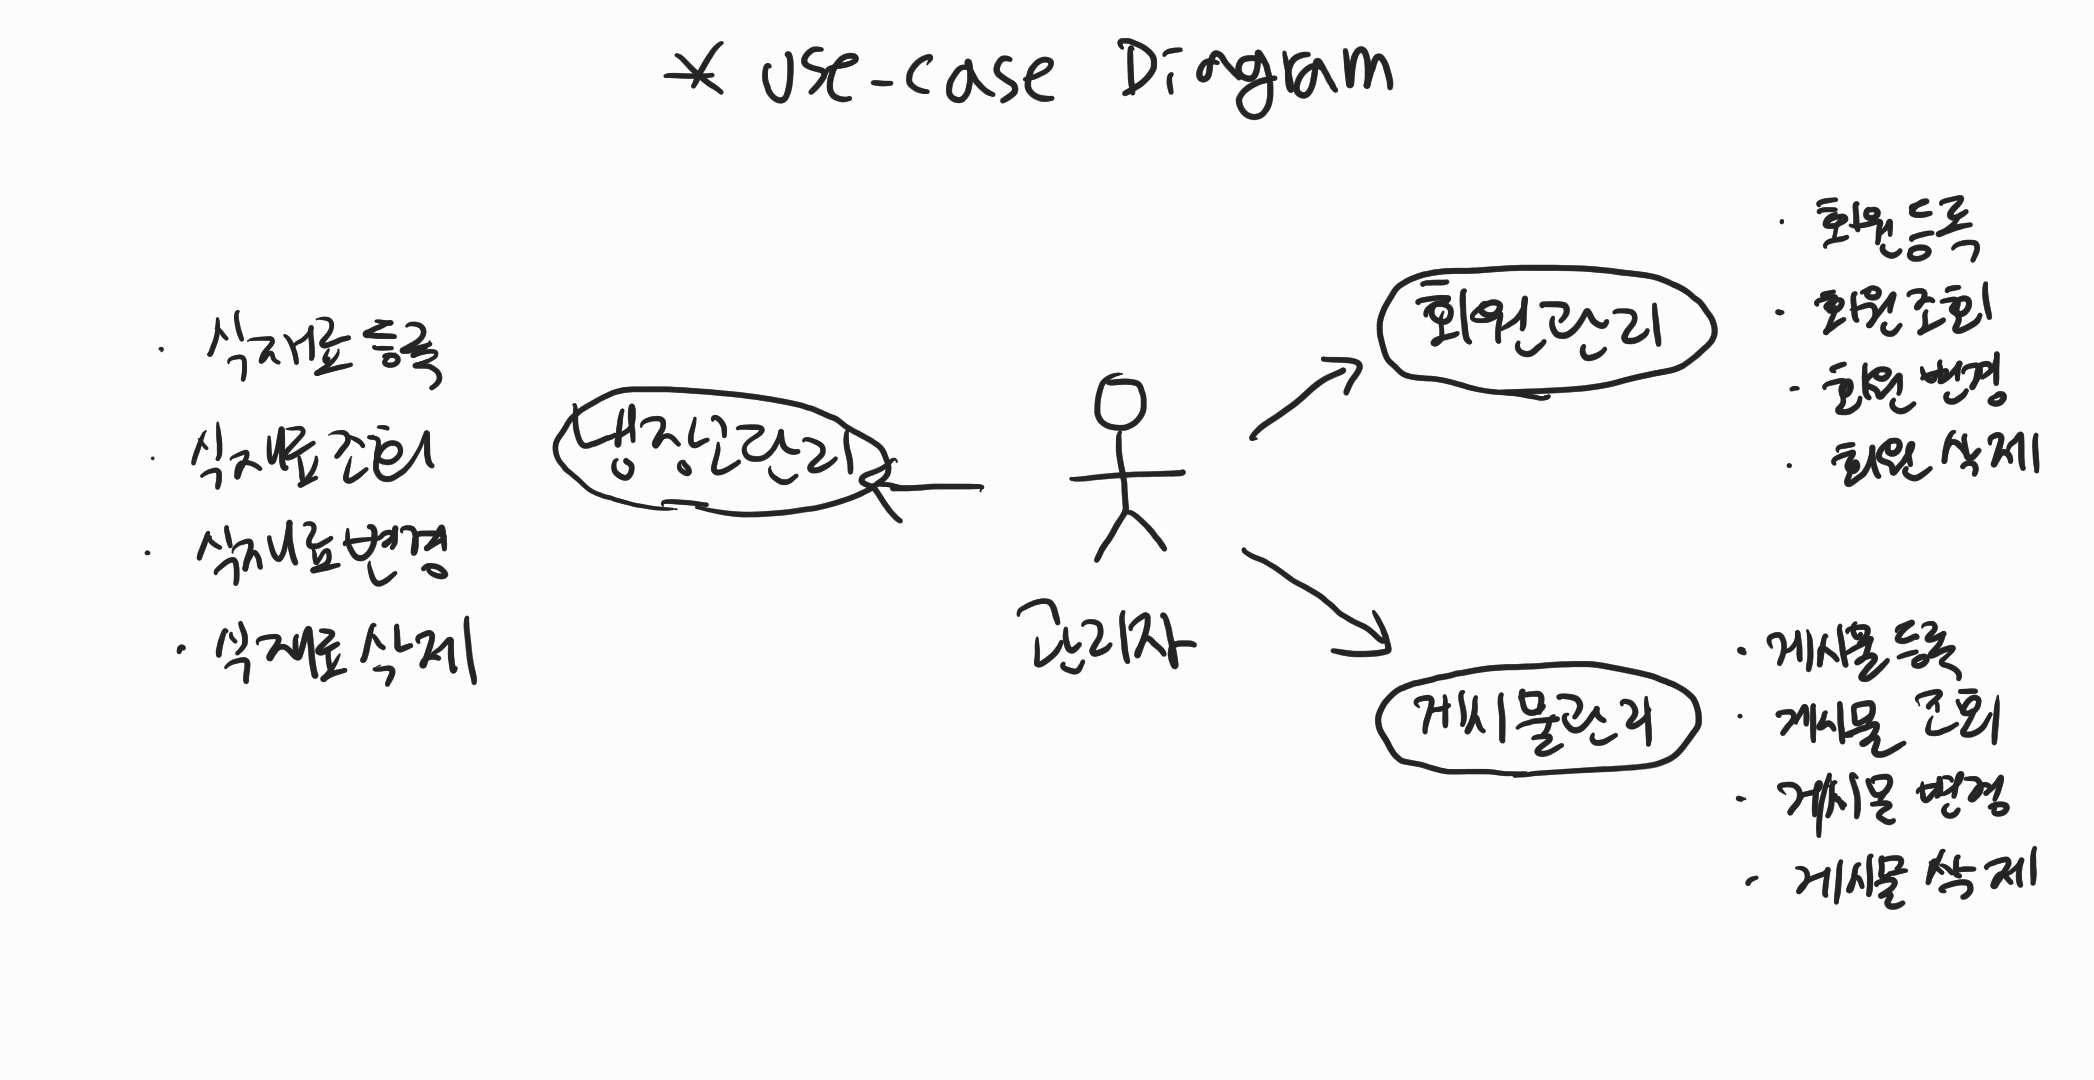 * use-case Diagram
냉장고관리
· 식재료 등록
· 식재료 조회
· 식재료 변경
· 식재료 삭제
관리자
회원관리
· 회원 등록
· 회원 조회
· 회원 변경
· 회원 삭제
게시물관리
· 게시물 등록
· 게시물 조회
· 게시물 변경
· 게시물 삭제